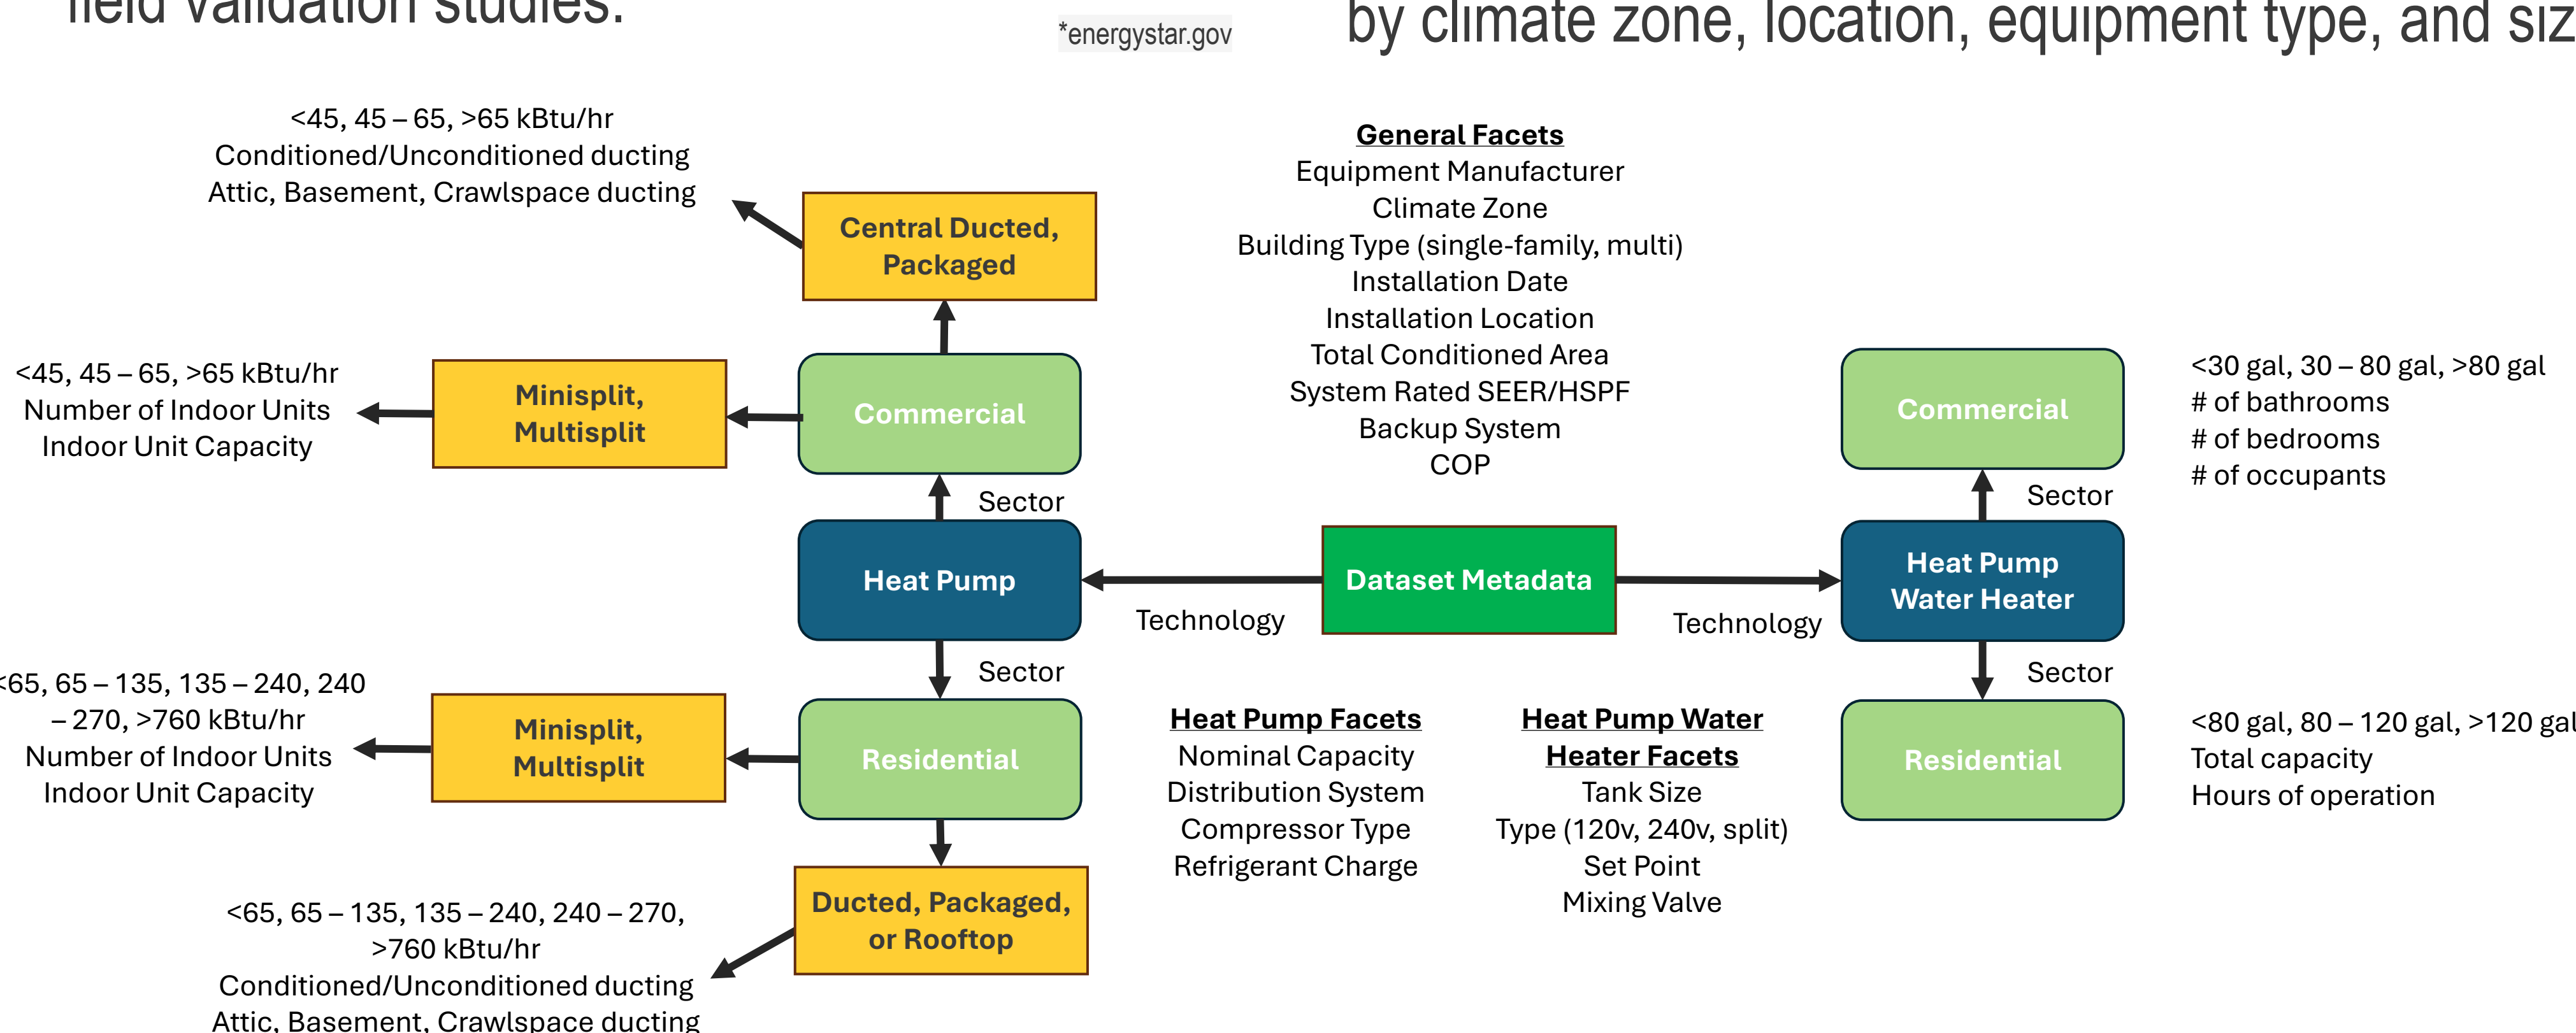 field validation studies.
*energystar.gov
by climate zone, location, equipment type, and siz
<45, 45 – 65, >65 kBtu/hr
Conditioned/Unconditioned ducting
Attic, Basement, Crawlspace ducting
Central Ducted,
Packaged
General Facets
Equipment Manufacturer
Climate Zone
Building Type (single-family, multi)
Installation Date
Installation Location
Total Conditioned Area
System Rated SEER/HSPF
Backup System
COP
<45, 45 – 65, >65 kBtu/hr
Number of Indoor Units
Indoor Unit Capacity
Minisplit,
Multisplit
Commercial
Commercial
<30 gal, 30 – 80 gal, >80 gal
# of bathrooms
# of bedrooms
# of occupants
Sector
Sector
Heat Pump
Technology
Dataset Metadata
Technology
Heat Pump
Water Heater
Sector
Sector
<65, 65 – 135, 135 – 240, 240
– 270, >760 kBtu/hr
Number of Indoor Units
Indoor Unit Capacity
Minisplit,
Multisplit
Residential
Heat Pump Facets
Nominal Capacity
Distribution System
Compressor Type
Refrigerant Charge
Heat Pump Water
Heater Facets
Tank Size
Type (120v, 240v, split)
Set Point
Mixing Valve
Residential
<80 gal, 80 – 120 gal, >120 gal
Total capacity
Hours of operation
Ducted, Packaged,
or Rooftop
<65, 65 – 135, 135 – 240, 240 – 270,
>760 kBtu/hr
Conditioned/Unconditioned ducting
Attic, Basement, Crawlspace ducting